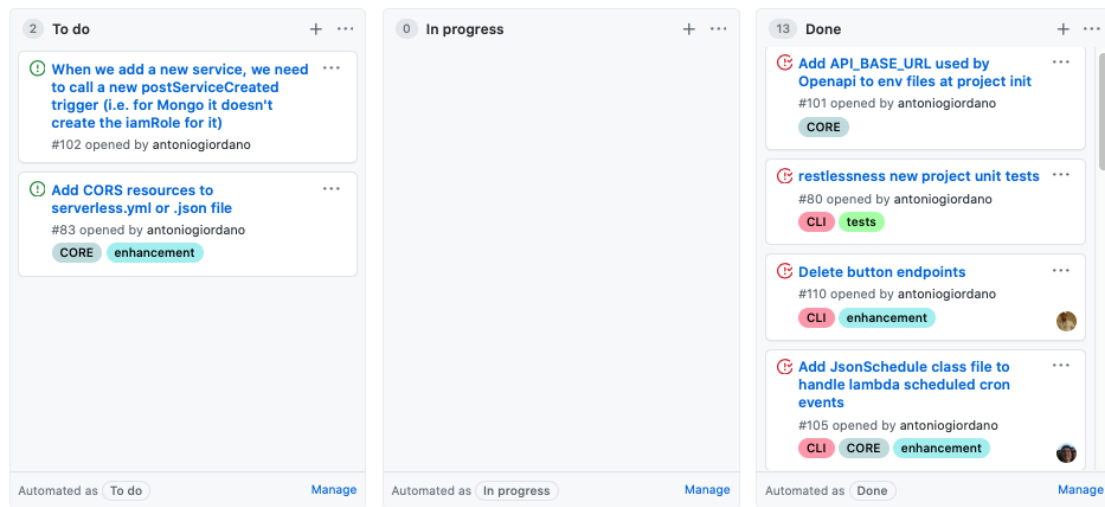 2 To do
When we add a new service, we need
to call a new postServiceCreated
trigger (i.e. for Mongo it doesn't
create the iamRole for it)
#102 opened by antoniogiordano
Add CORS resources to
serverless.yml or .json file
#83 opened by antoniogiordano
CORE enhancement
Automated as To do Manage
0 In progress
Automated as In progress Manage
13 Done
Add API_BASE_URL used by
Openapi to env files at project init
#101 opened by antoniogiordano
CORE
restlessness new project unit tests
#80 opened by antoniogiordano
CLI tests
Delete button endpoints
#110 opened by antoniogiordano
CLI enhancement
Add JsonSchedule class file to
handle lambda scheduled cron
events
#105 opened by antoniogiordano
CLI CORE enhancement
Automated as Done Manage